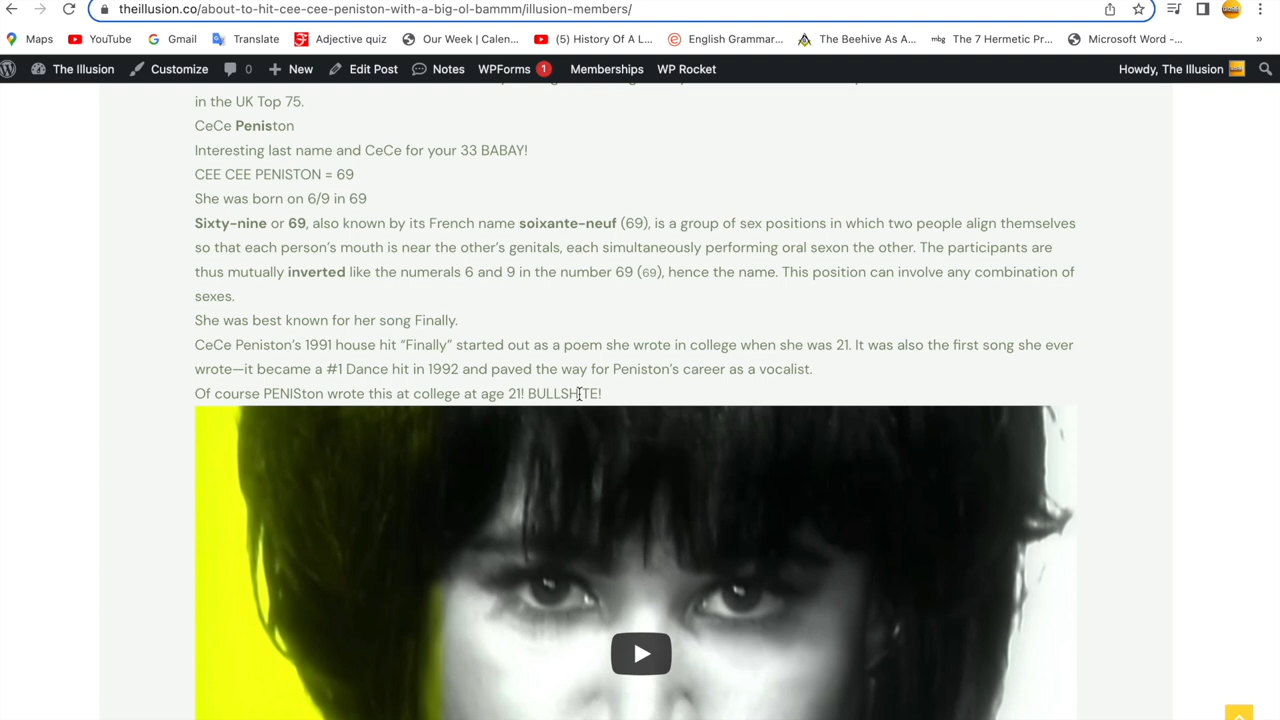 theillusion.co/about-to-hit-cee-cee-peniston-with-a-big-ol-bammm/illusion-members/
Maps YouTube Gmail Translate Adjective quiz Our Week | Calen... (5) History Of A L... English Grammar... The Beehive As A... mbg The 7 Hermetic Pr... Microsoft Word -... »
The Illusion Customize 0 New Edit Post Notes WPForms 1 Memberships WP Rocket Howdy, The Illusion
in the UK Top 75.
CeCe Peniston
Interesting last name and CeCe for your 33 BABAY!
CEE CEE PENISTON = 69
She was born on 6/9 in 69
Sixty-nine or 69, also known by its French name soixante-neuf (69), is a group of sex positions in which two people align themselves
so that each person's mouth is near the other's genitals, each simultaneously performing oral sexon the other. The participants are
thus mutually inverted like the numerals 6 and 9 in the number 69 (69), hence the name. This position can involve any combination of
sexes.
She was best known for her song Finally.
CeCe Peniston's 1991 house hit “Finally” started out as a poem she wrote in college when she was 21. It was also the first song she ever
wrote—it became a #1 Dance hit in 1992 and paved the way for Peniston's career as a vocalist.
Of course PENISton wrote this at college at age 21! BULLSHITE!